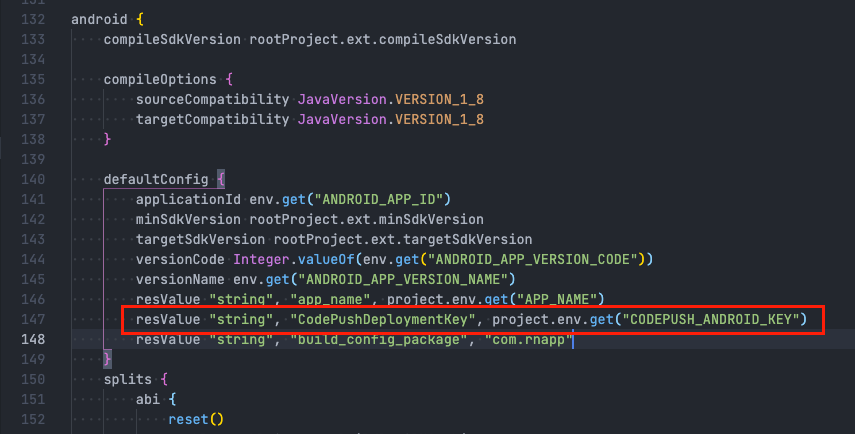 132 android {
133     compileSdkVersion rootProject.ext.compileSdkVersion
134
135     compileOptions {
136         sourceCompatibility JavaVersion.VERSION_1_8
137         targetCompatibility JavaVersion.VERSION_1_8
138     }
139
140     defaultConfig {
141         applicationId env.get("ANDROID_APP_ID")
142         minSdkVersion rootProject.ext.minSdkVersion
143         targetSdkVersion rootProject.ext.targetSdkVersion
144         versionCode Integer.valueOf(env.get("ANDROID_APP_VERSION_CODE"))
145         versionName env.get("ANDROID_APP_VERSION_NAME")
146         resValue "string", "app_name", project.env.get("APP_NAME")
147         resValue "string", "CodePushDeploymentKey", project.env.get("CODEPUSH_ANDROID_KEY")
148         resValue "string", "build_config_package", "com.rnapp"
149     }
150     splits {
151         abi {
152             reset()